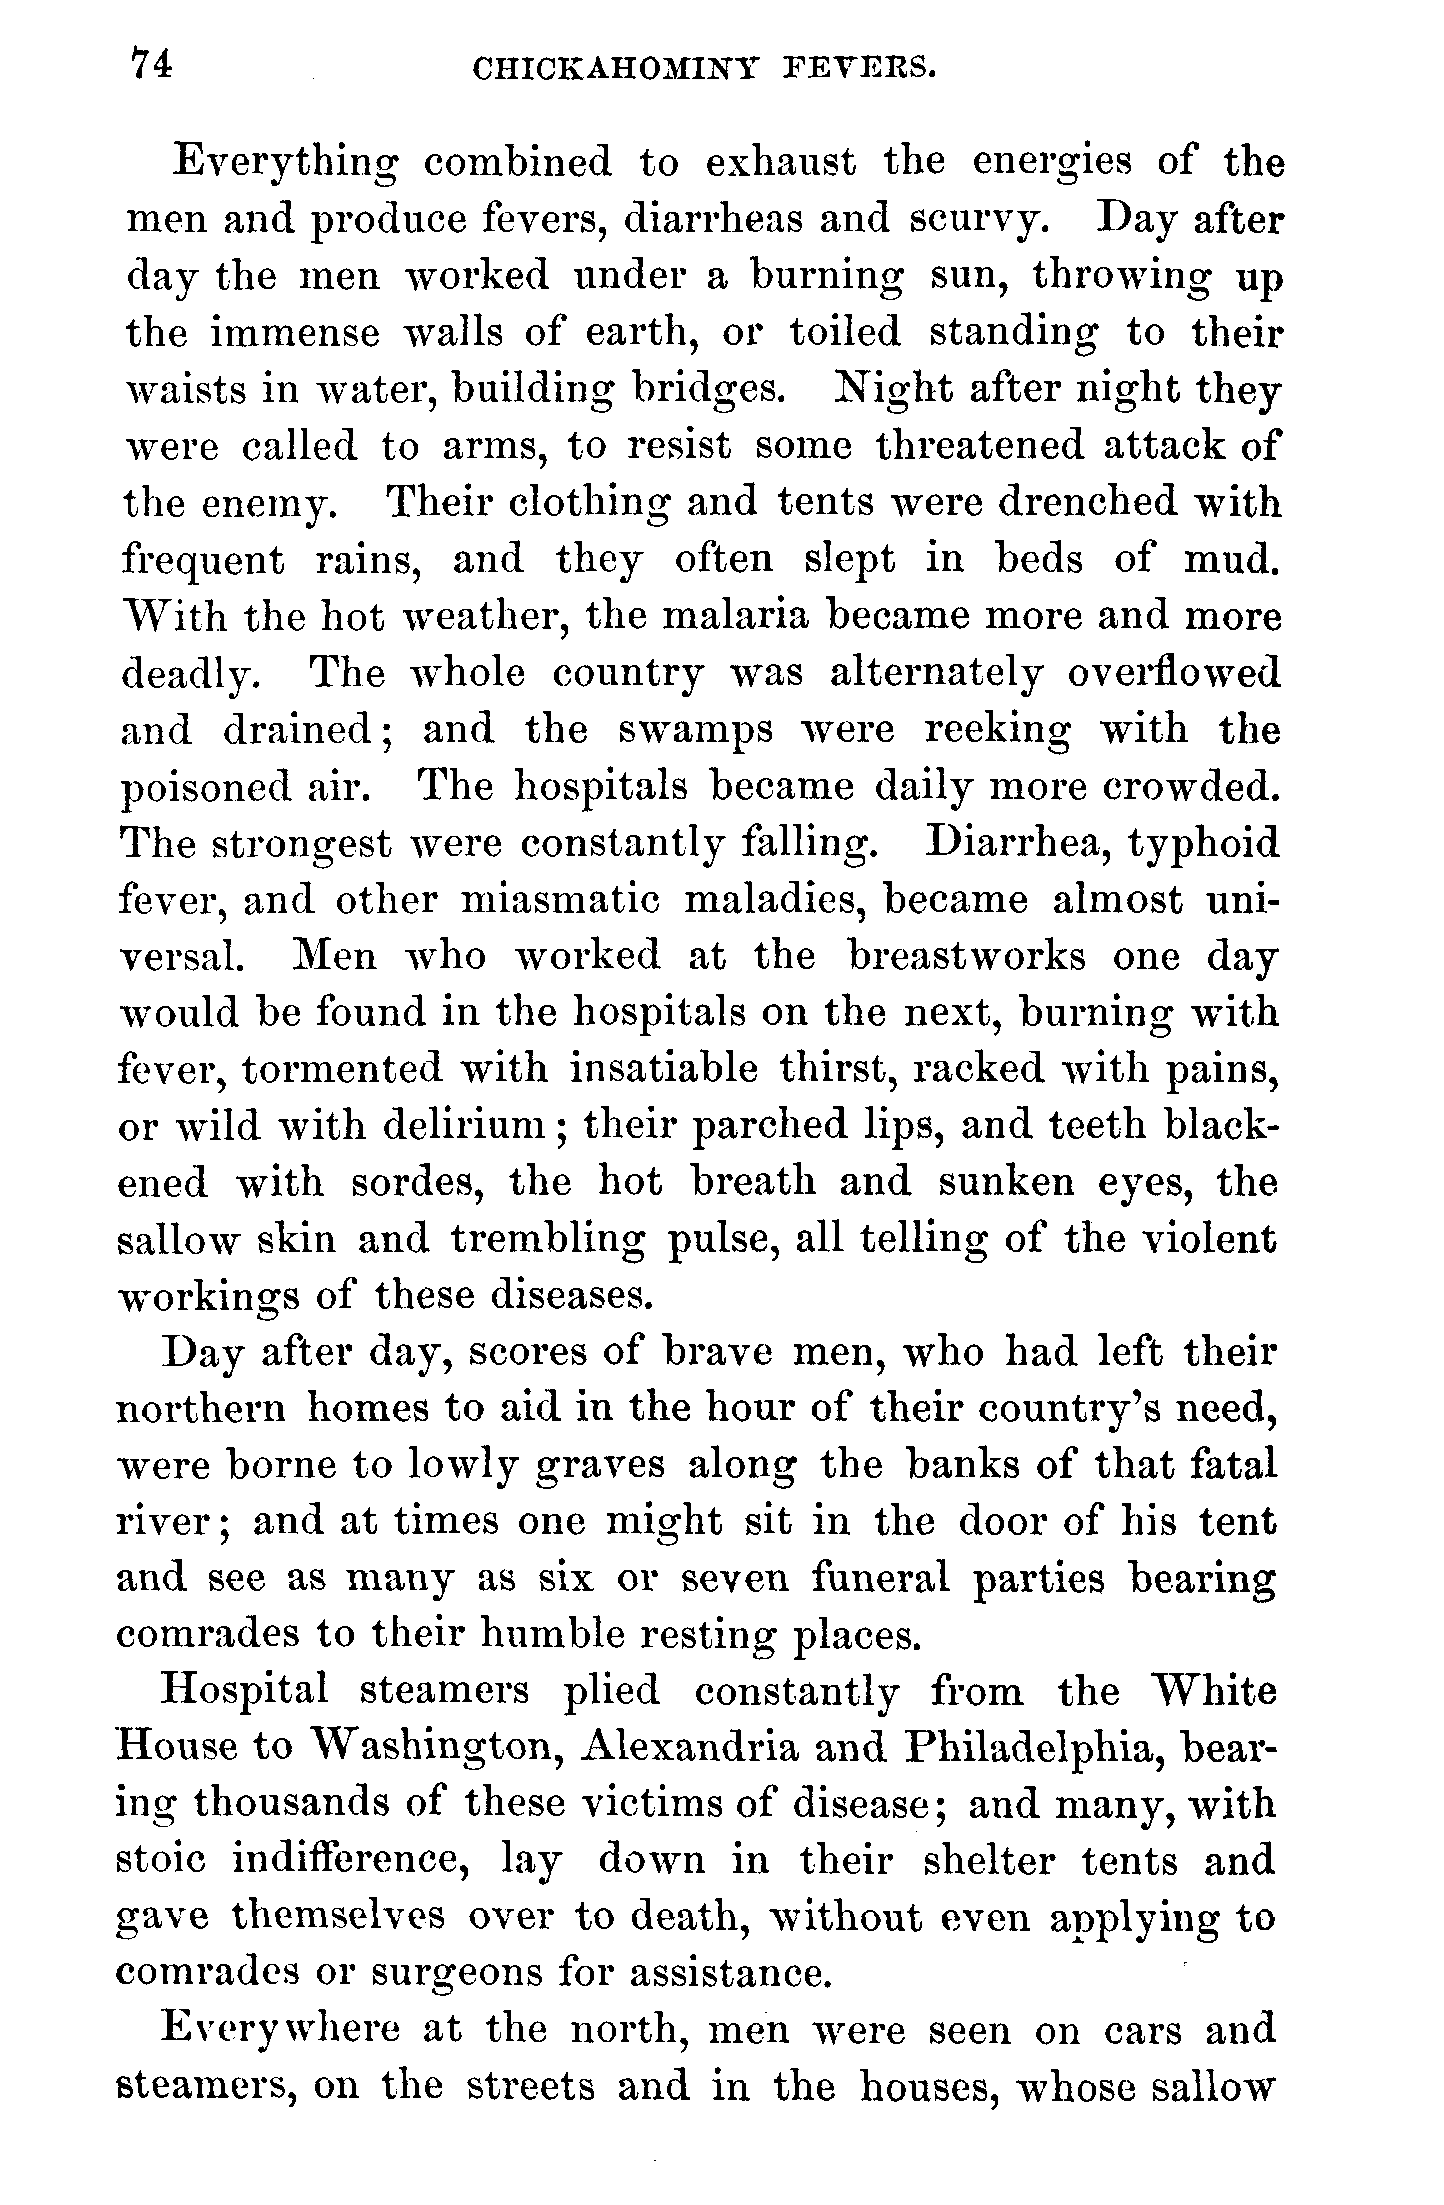 74 CHICKAHOMINY FEVERS.
Everything combined to exhaust the energies of the
men and produce fevers, diarrheas and scurvy. Day after
day the men worked under a burning sun, throwing up
the immense walls of earth, or toiled standing to their
waists in water, building bridges. Night after night they
were called to arms, to resist some threatened attack of
the enemy. Their clothing and tents were drenched with
frequent rains, and they often slept in beds of mud.
With the hot weather, the malaria became more and more
deadly. The whole country was alternately overflowed
and drained; and the swamps were reeking with the
poisoned air. The hospitals became daily more crowded.
The strongest were constantly falling. Diarrhea, typhoid
fever, and other miasmatic maladies, became almost uni-
versal. Men who worked at the breastworks one day
would be found in the hospitals on the next, burning with
fever, tormented with insatiable thirst, racked with pains,
or wild with delirium; their parched lips, and teeth black-
ened with sordes, the hot breath and sunken eyes, the
sallow skin and trembling pulse, all telling of the violent
workings of these diseases.
Day after day, scores of brave men, who had left their
northern homes to aid in the hour of their country's need,
were borne to lowly graves along the banks of that fatal
river; and at times one might sit in the door of his tent
and see as many as six or seven funeral parties bearing
comrades to their humble resting places.
Hospital steamers plied constantly from the White
House to Washington, Alexandria and Philadelphia, bear-
ing thousands of these victims of disease; and many, with
stoic indifference, lay down in their shelter tents and
gave themselves over to death, without even applying to
comrades or surgeons for assistance.
Everywhere at the north, men were seen on cars and
steamers, on the streets and in the houses, whose sallow